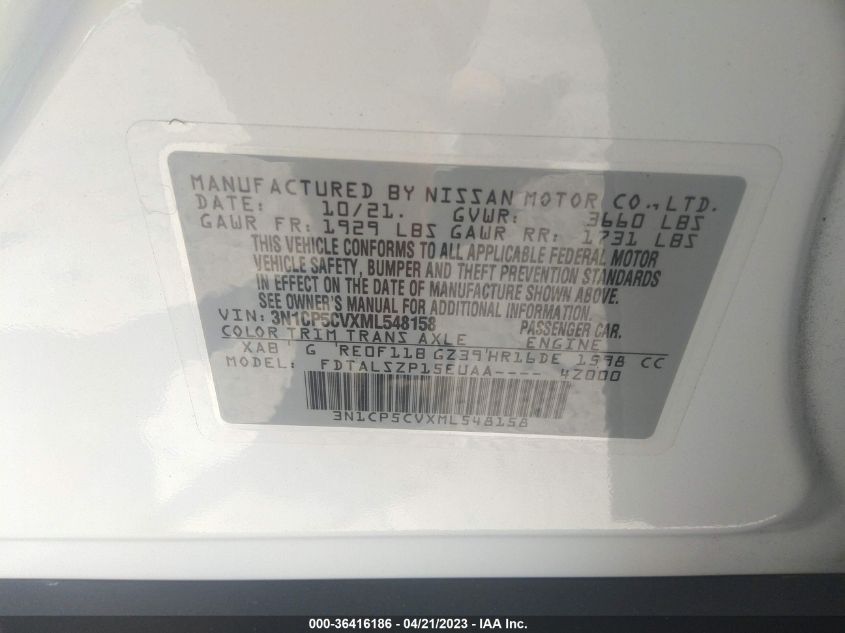 MANUFACTURED BY NISSAN MOTOR CO., LTD.
DATE: 10/21. GVWR: 3660 LBS
GAWR FR: 1929 LBS GAWR RR: 1731 LBS
THIS VEHICLE CONFORMS TO ALL APPLICABLE FEDERAL MOTOR
VEHICLE SAFETY, BUMPER AND THEFT PREVENTION STANDARDS
IN EFFECT ON THE DATE OF MANUFACTURE SHOWN ABOVE.
SEE OWNER'S MANUAL FOR ADDITIONAL INFORMATION.
VIN: 3N1CP5CVXML548158 PASSENGER CAR.
COLOR TRIM TRANS AXLE ENGINE
XAB G RE0F11B GZ39 HR16DE 1598 CC
MODEL: FDTALSZP15EUAA---- 4Z000
3N1CP5CVXML548158
000-36416186 - 04/21/2023 - IAA Inc.